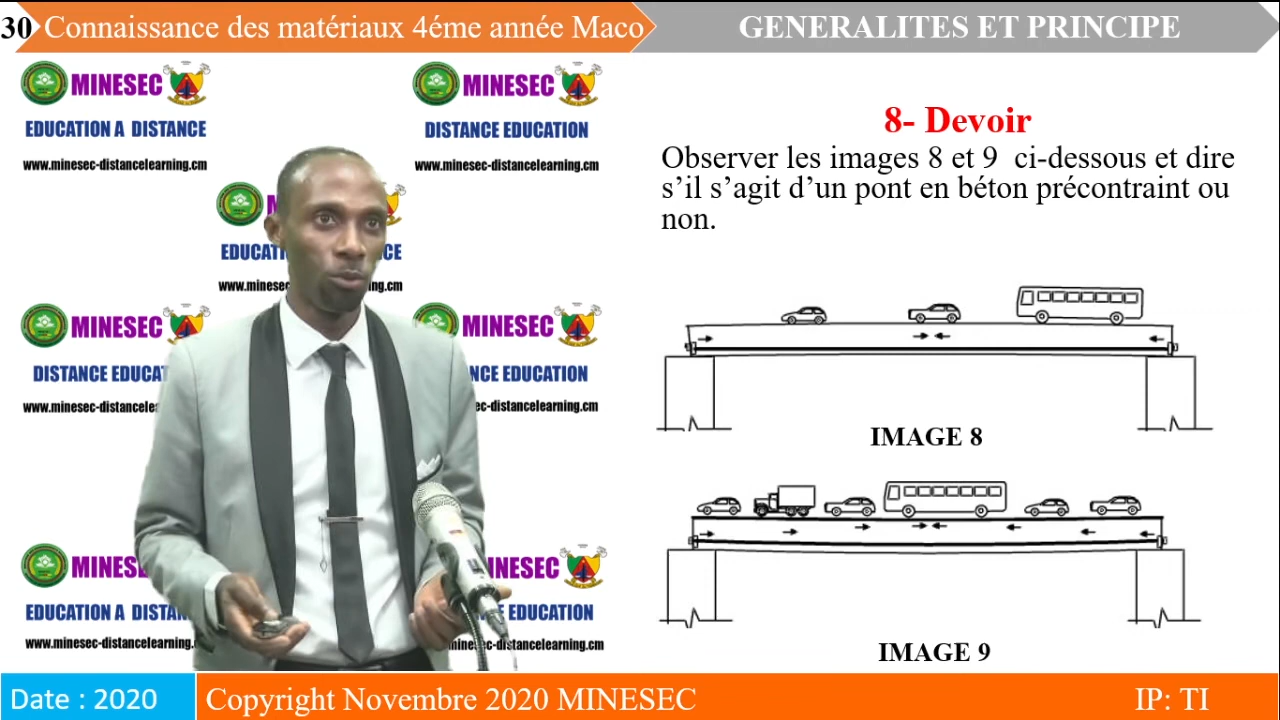 30 Connaissance des matériaux 4éme année Maco
GENERALITES ET PRINCIPE
MINESEC
MINESEC
EDUCATION A DISTANCE
DISTANCE EDUCATION
www.minesec-distancelearning.cm
www.minesec-distancelearning.cm
8- Devoir
Observer les images 8 et 9 ci-dessous et dire
s’il s’agit d’un pont en béton précontraint ou
non.
MINESEC
MINESEC
EDUCATION A DISTANCE
DISTANCE EDUCATION
IMAGE 8
IMAGE 9
www.minesec-distancelearning.cm
Date : 2020
Copyright Novembre 2020 MINESEC
IP: TI